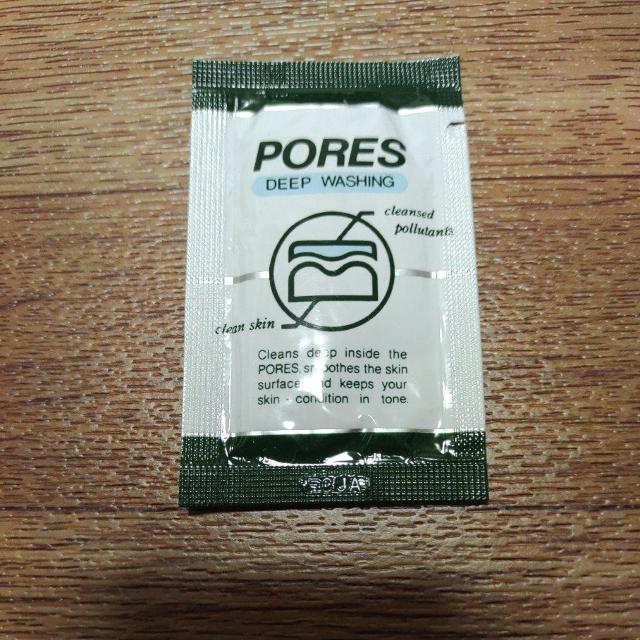 PORES
DEEP WASHING
cleansed
pollutants
clean skin
Cleans deep inside the
PORES, smoothes the skin
surface and keeps your
skin - condition in tone.